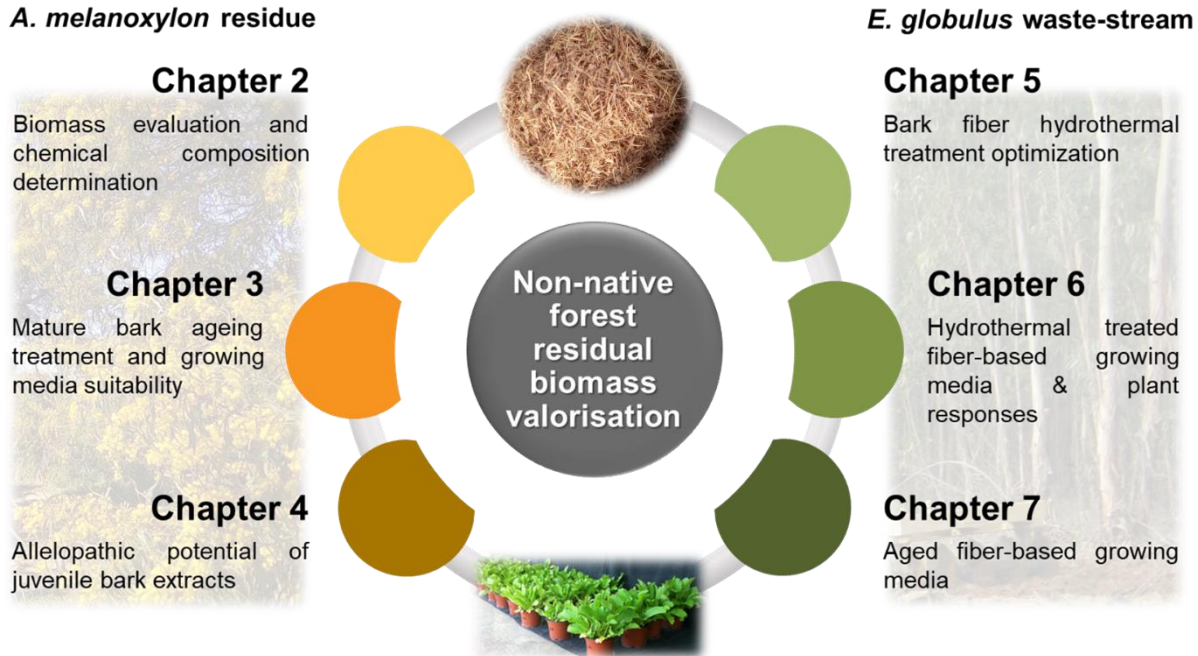 A. melanoxylon residue
Chapter 2
Biomass evaluation and
chemical composition
determination
Chapter 3
Mature bark ageing
treatment and growing
media suitability
Chapter 4
Allelopathic potential of
juvenile bark extracts
Non-native
forest
residual
biomass
valorisation
E. globulus waste-stream
Chapter 5
Bark fiber hydrothermal
treatment optimization
Chapter 6
Hydrothermal treated
fiber-based growing
media & plant
responses
Chapter 7
Aged fiber-based growing
media